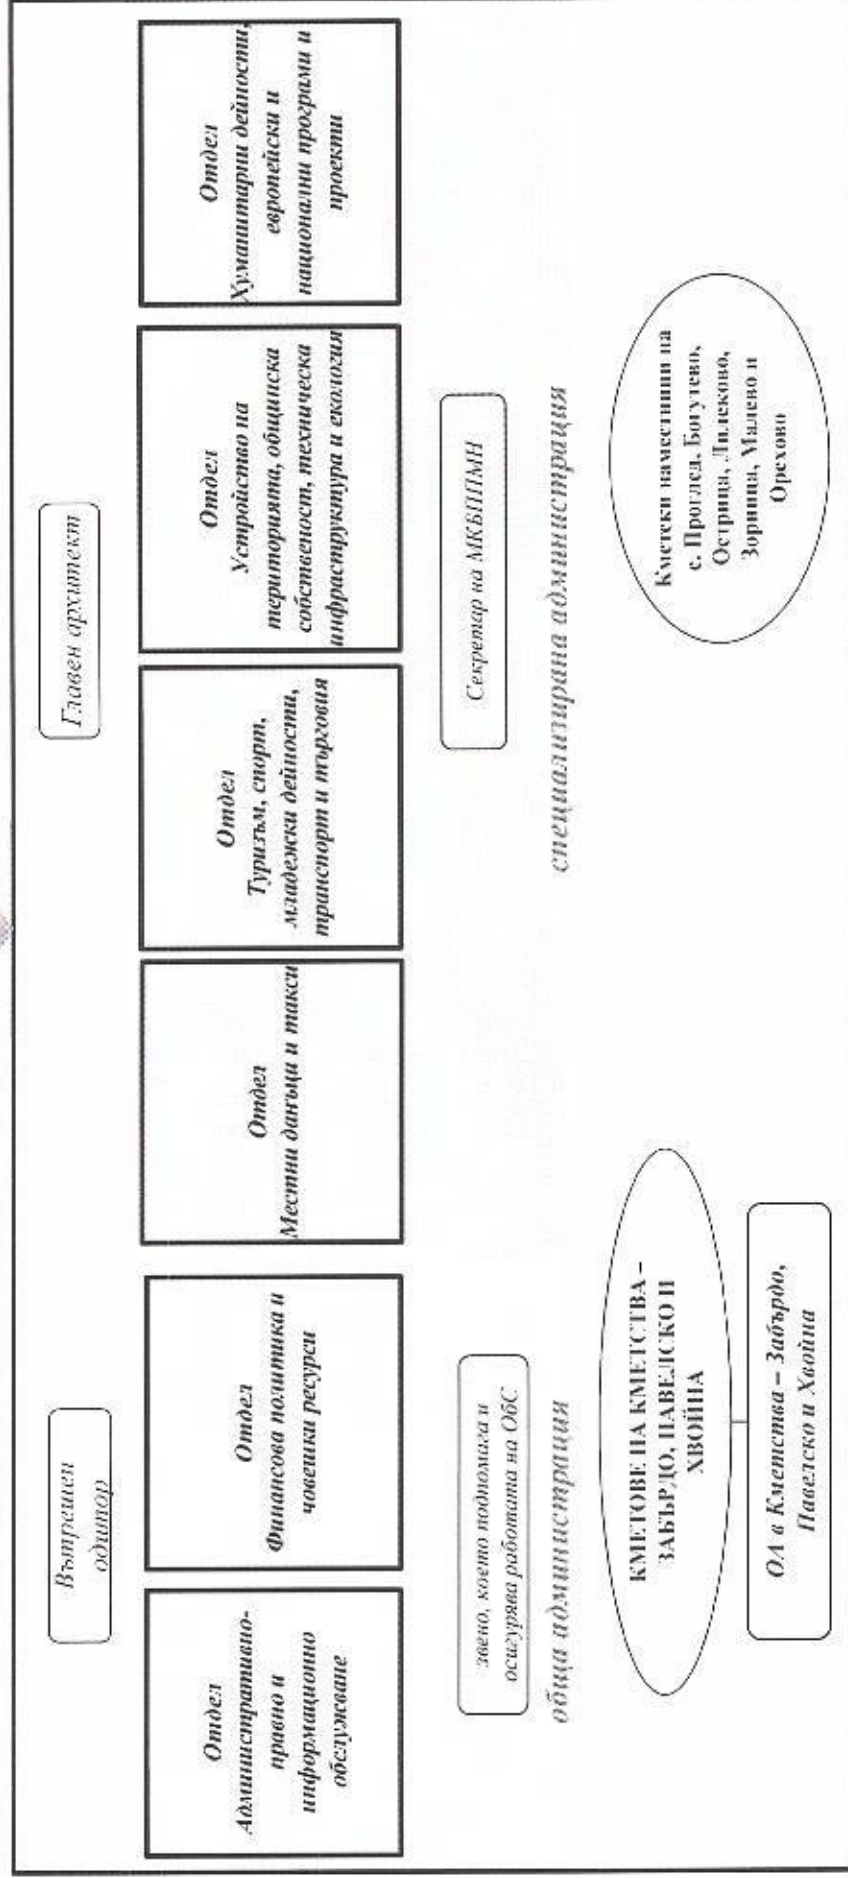 Вътрешен
одитор
Главен архитект
Отдел
Административно-
правно и
информационно
обслужване
Отдел
Финансова политика и
човешки ресурси
Отдел
Местни данъци и такси
Отдел
Туризъм, спорт,
младежки дейности,
транспорт и търговия
Отдел
Устройство на
територията, общинска
собственост, техническа
инфраструктура и екология
Отдел
Хуманитарни дейности,
европейски и
национални програми и
проекти
звено, което подпомага и
осигурява работата на ОбС
Секретар на МКБППМН
обща администрация
специализирана администрация
КМЕТОВЕ НА КМЕТСТВА –
ЗАБЪРДО, ПАВЕЛСКО И
ХВОЙНА
Кметски наместници на
с. Проглед, Богутево,
Острица, Лилеково,
Зорница, Малево и
Орехово
ОА в Кметства – Забърдо,
Павелско и Хвойна